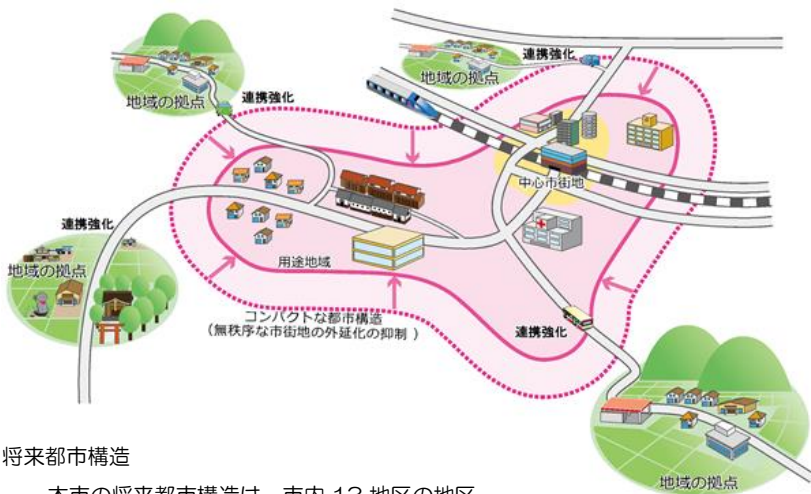 連携強化
地域の拠点
連携強化
地域の拠点
中心市街地
連携強化
地域の拠点
用途地域
コンパクトな都市構造
（無秩序な市街地の外延化の抑制 ）
連携強化
地域の拠点
将来都市構造